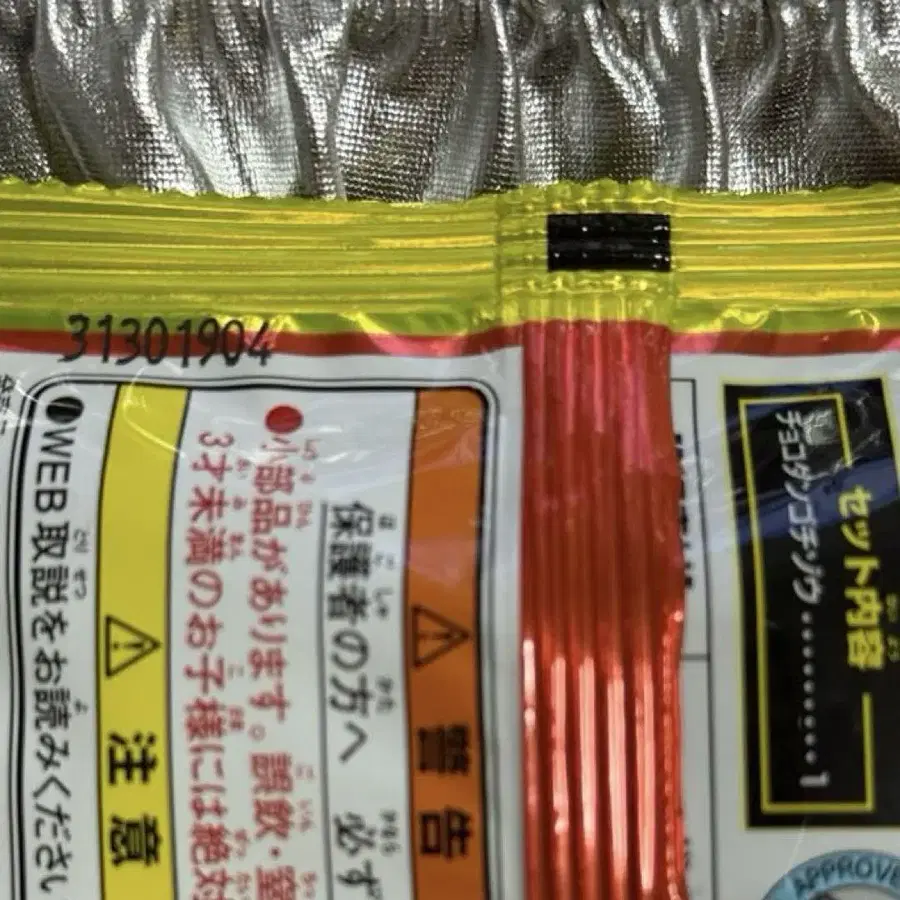 31301904
セット内容
チョコダンゴチゾウ………1
警告
保護者の方へ 必ず
●小部品があります。誤飲・窒
3才未満のお子様には絶対
注意
●WEB取説をお読みください
APPROVE